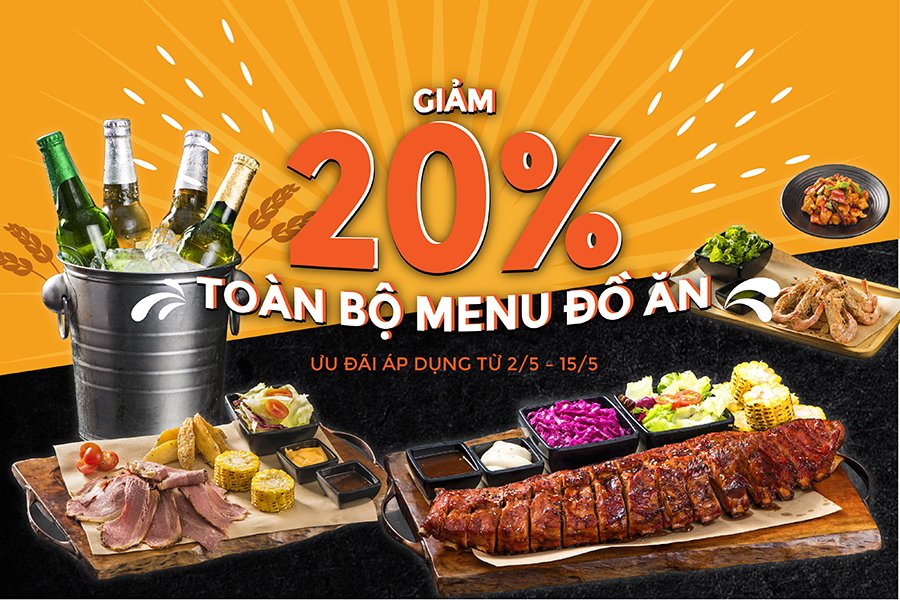 GIẢM
20%
TOÀN BỘ MENU ĐỒ ĂN
ƯU ĐÃI ÁP DỤNG TỪ 2/5 - 15/5